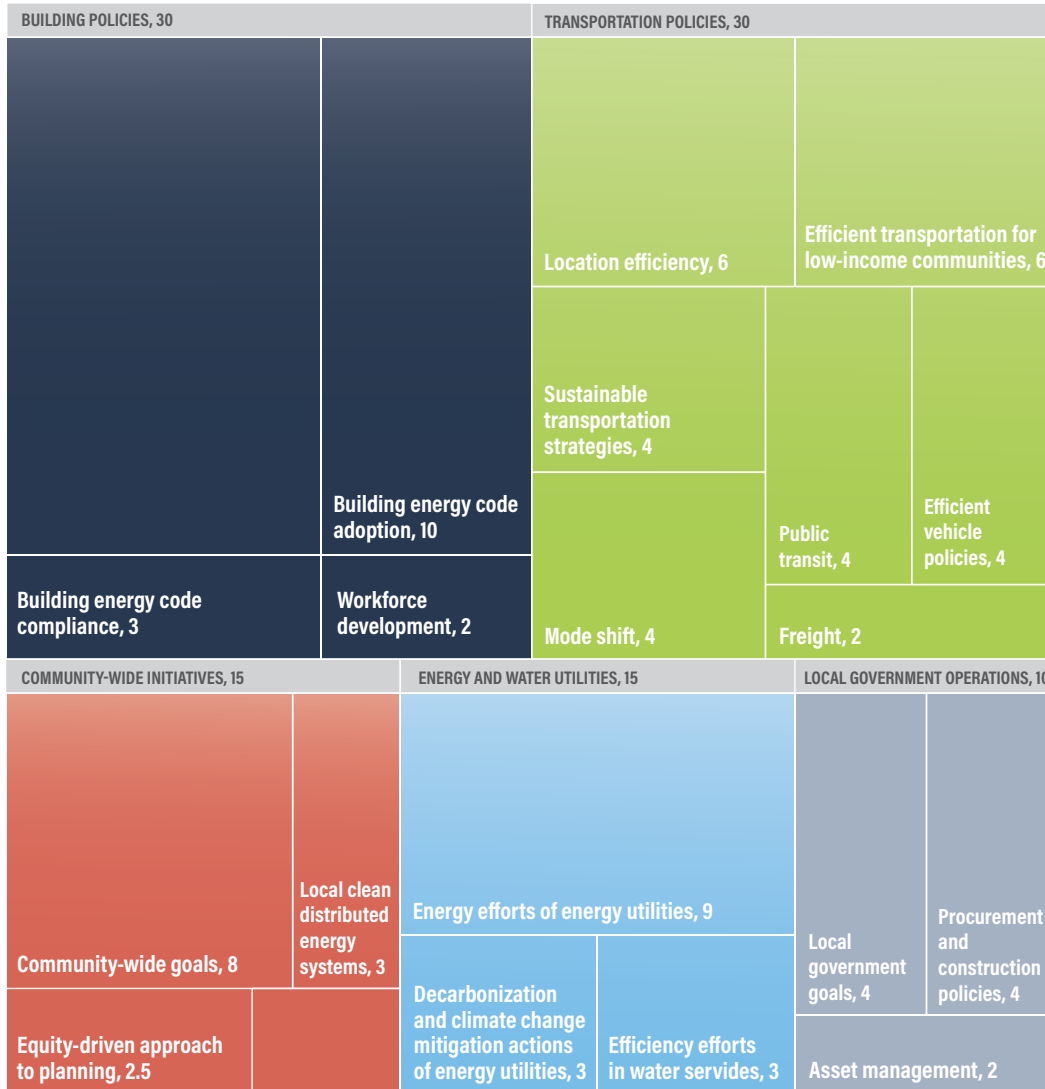 BUILDING POLICIES, 30
TRANSPORTATION POLICIES, 30
Building energy code
adoption, 10
Building energy code
compliance, 3
Workforce
development, 2
Location efficiency, 6
Efficient transportation for
low-income communities, 6
Sustainable
transportation
strategies, 4
Mode shift, 4
Public
transit, 4
Efficient
vehicle
policies, 4
Freight, 2
COMMUNITY-WIDE INITIATIVES, 15
ENERGY AND WATER UTILITIES, 15
LOCAL GOVERNMENT OPERATIONS, 10
Community-wide goals, 8
Local clean
distributed
energy
systems, 3
Equity-driven approach
to planning, 2.5
Energy efforts of energy utilities, 9
Decarbonization
and climate change
mitigation actions
of energy utilities, 3
Efficiency efforts
in water servides, 3
Local
government
goals, 4
Procurement
and
construction
policies, 4
Asset management, 2